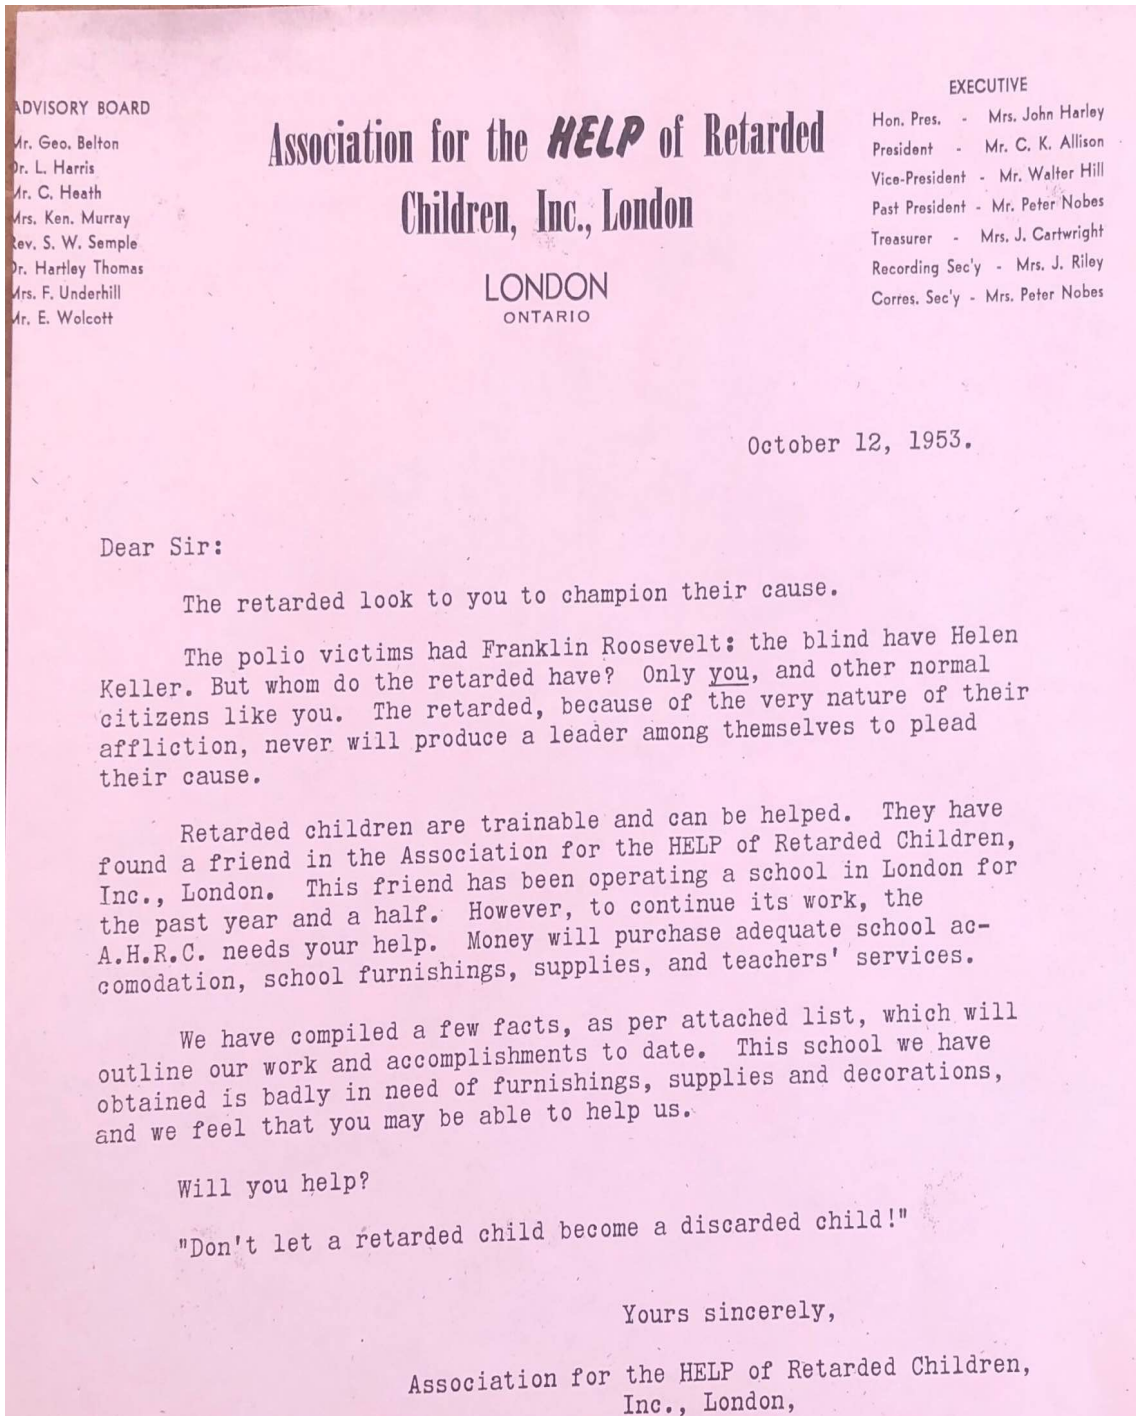 ADVISORY BOARD
Mr. Geo. Belton
Dr. L. Harris
Mr. C. Heath
Mrs. Ken. Murray
Rev. S. W. Semple
Dr. Hartley Thomas
Mrs. F. Underhill
Mr. E. Wolcott
Association for the HELP of Retarded
Children, Inc., London
LONDON
ONTARIO
EXECUTIVE
Hon. Pres. - Mrs. John Harley
President - Mr. C. K. Allison
Vice-President - Mr. Walter Hill
Past President - Mr. Peter Nobes
Treasurer - Mrs. J. Cartwright
Recording Sec'y - Mrs. J. Riley
Corres. Sec'y - Mrs. Peter Nobes
October 12, 1953.
Dear Sir:
The retarded look to you to champion their cause.
The polio victims had Franklin Roosevelt: the blind have Helen
Keller. But whom do the retarded have? Only you, and other normal
citizens like you. The retarded, because of the very nature of their
affliction, never will produce a leader among themselves to plead
their cause.
Retarded children are trainable and can be helped. They have
found a friend in the Association for the HELP of Retarded Children,
Inc., London. This friend has been operating a school in London for
the past year and a half. However, to continue its work, the
A.H.R.C. needs your help. Money will purchase adequate school ac-
comodation, school furnishings, supplies, and teachers' services.
We have compiled a few facts, as per attached list, which will
outline our work and accomplishments to date. This school we have
obtained is badly in need of furnishings, supplies and decorations,
and we feel that you may be able to help us.
Will you help?
"Don't let a retarded child become a discarded child!"
Yours sincerely,
Association for the HELP of Retarded Children,
Inc., London,